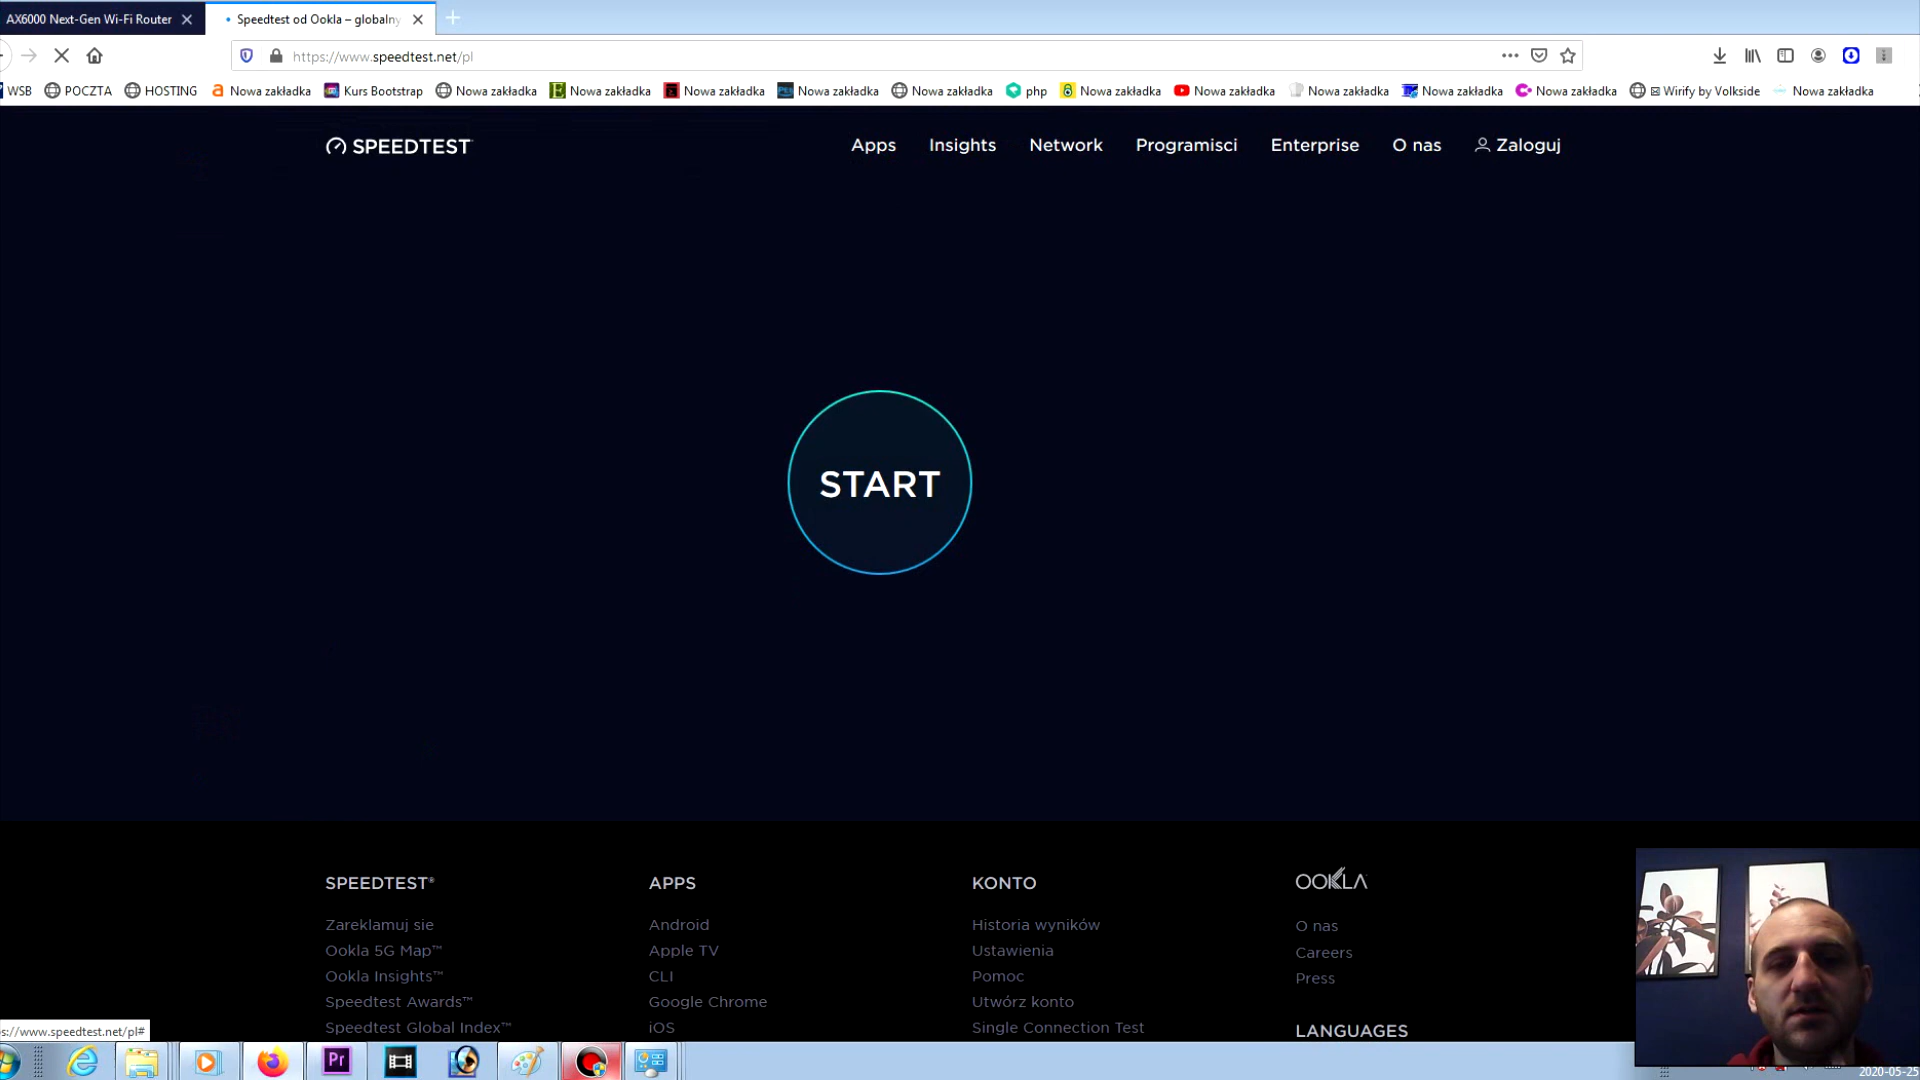 AX6000 Next-Gen Wi-Fi Router
Speedtest od Ookla – globalny
https://www.speedtest.net/pl
WSB POCZTA HOSTING Nowa zakładka Kurs Bootstrap Nowa zakładka Nowa zakładka Nowa zakładka Nowa zakładka Nowa zakładka php Nowa zakładka Nowa zakładka Nowa zakładka Nowa zakładka Nowa zakładka Wirify by Volkside Nowa zakładka
SPEEDTEST Apps Insights Network Programisci Enterprise O nas Zaloguj
START
SPEEDTEST®
Zareklamuj sie
Ookla 5G Map™
Ookla Insights™
Speedtest Awards™
Speedtest Global Index™
APPS
Android
Apple TV
CLI
Google Chrome
iOS
KONTO
Historia wyników
Ustawienia
Pomoc
Utwórz konto
Single Connection Test
OOKLA
O nas
Careers
Press
LANGUAGES
s://www.speedtest.net/pl#
Pr
2020-05-25